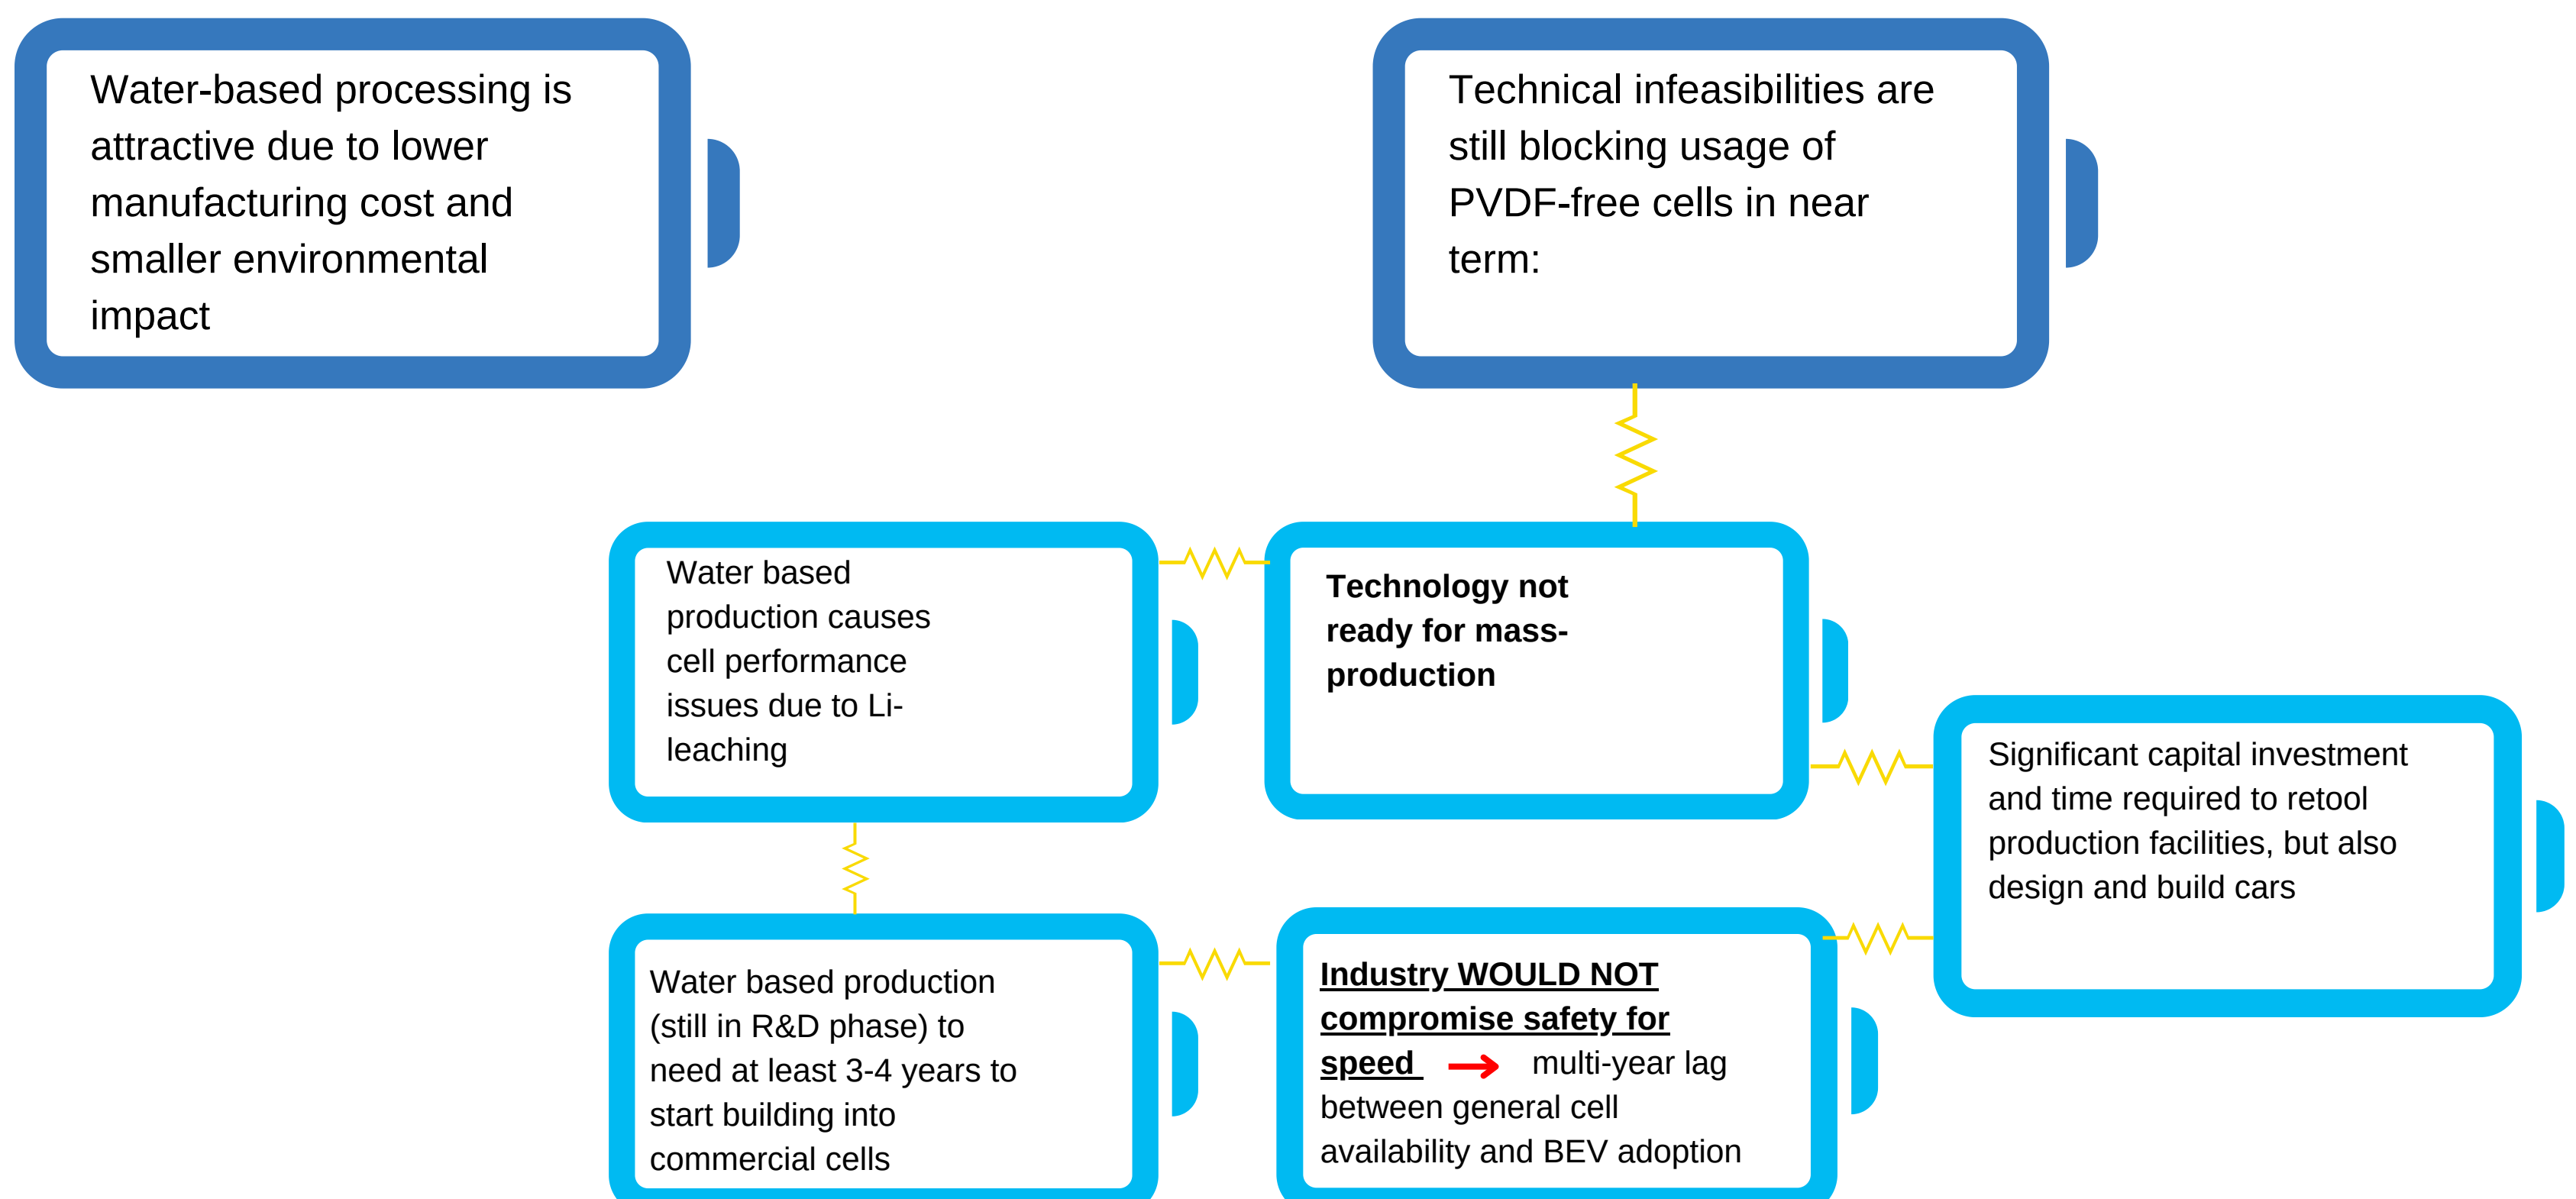 Water-based processing is
attractive due to lower
manufacturing cost and
smaller environmental
impact
Technical infeasibilities are
still blocking usage of
PVDF-free cells in near
term:
Water based
production causes
cell performance
issues due to Li-
leaching
Technology not
ready for mass-
production
Significant capital investment
and time required to retool
production facilities, but also
design and build cars
Water based production
(still in R&D phase) to
need at least 3-4 years to
start building into
commercial cells
Industry WOULD NOT
compromise safety for
speed → multi-year lag
between general cell
availability and BEV adoption